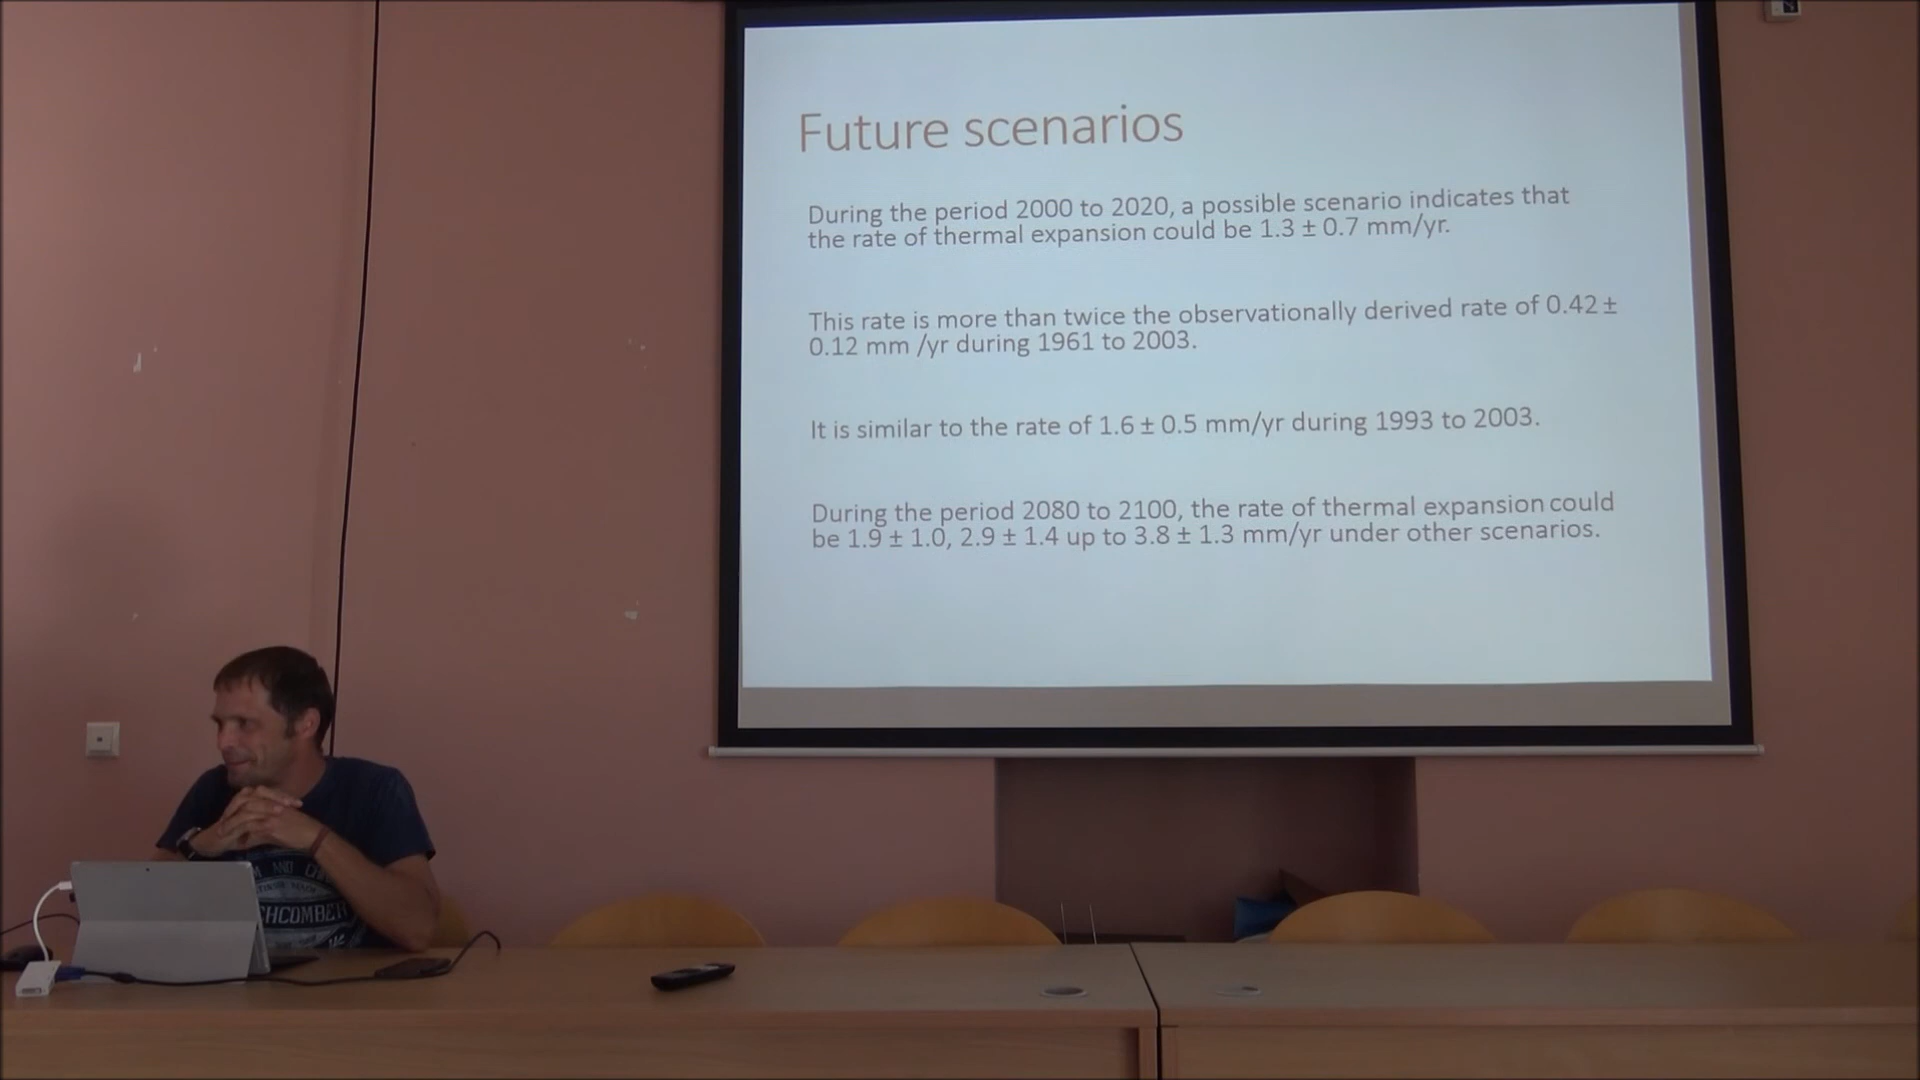 Future scenarios
During the period 2000 to 2020, a possible scenario indicates that
the rate of thermal expansion could be 1.3 ± 0.7 mm/yr.
This rate is more than twice the observationally derived rate of 0.42 ±
0.12 mm /yr during 1961 to 2003.
It is similar to the rate of 1.6 ± 0.5 mm/yr during 1993 to 2003.
During the period 2080 to 2100, the rate of thermal expansion could
be 1.9 ± 1.0, 2.9 ± 1.4 up to 3.8 ± 1.3 mm/yr under other scenarios.
AND
HCOMBER